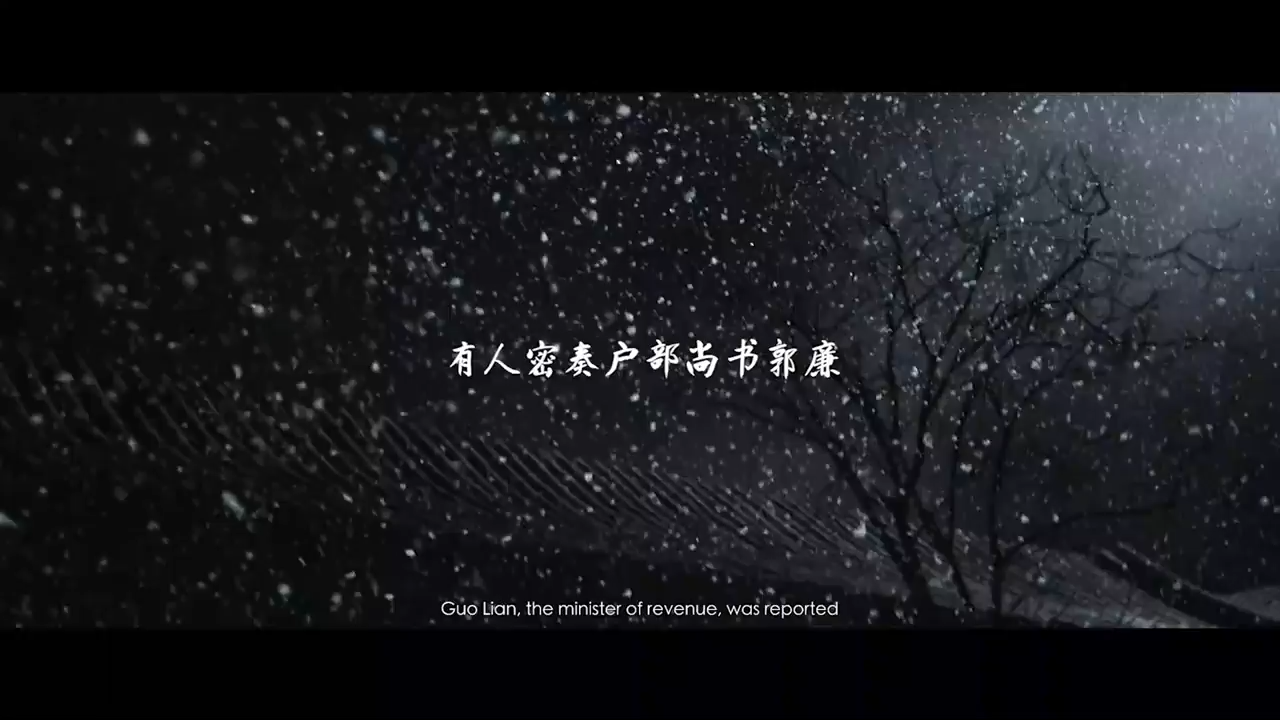 有人密奏户部尚书郭廉
Guo Lian, the minister of revenue, was reported